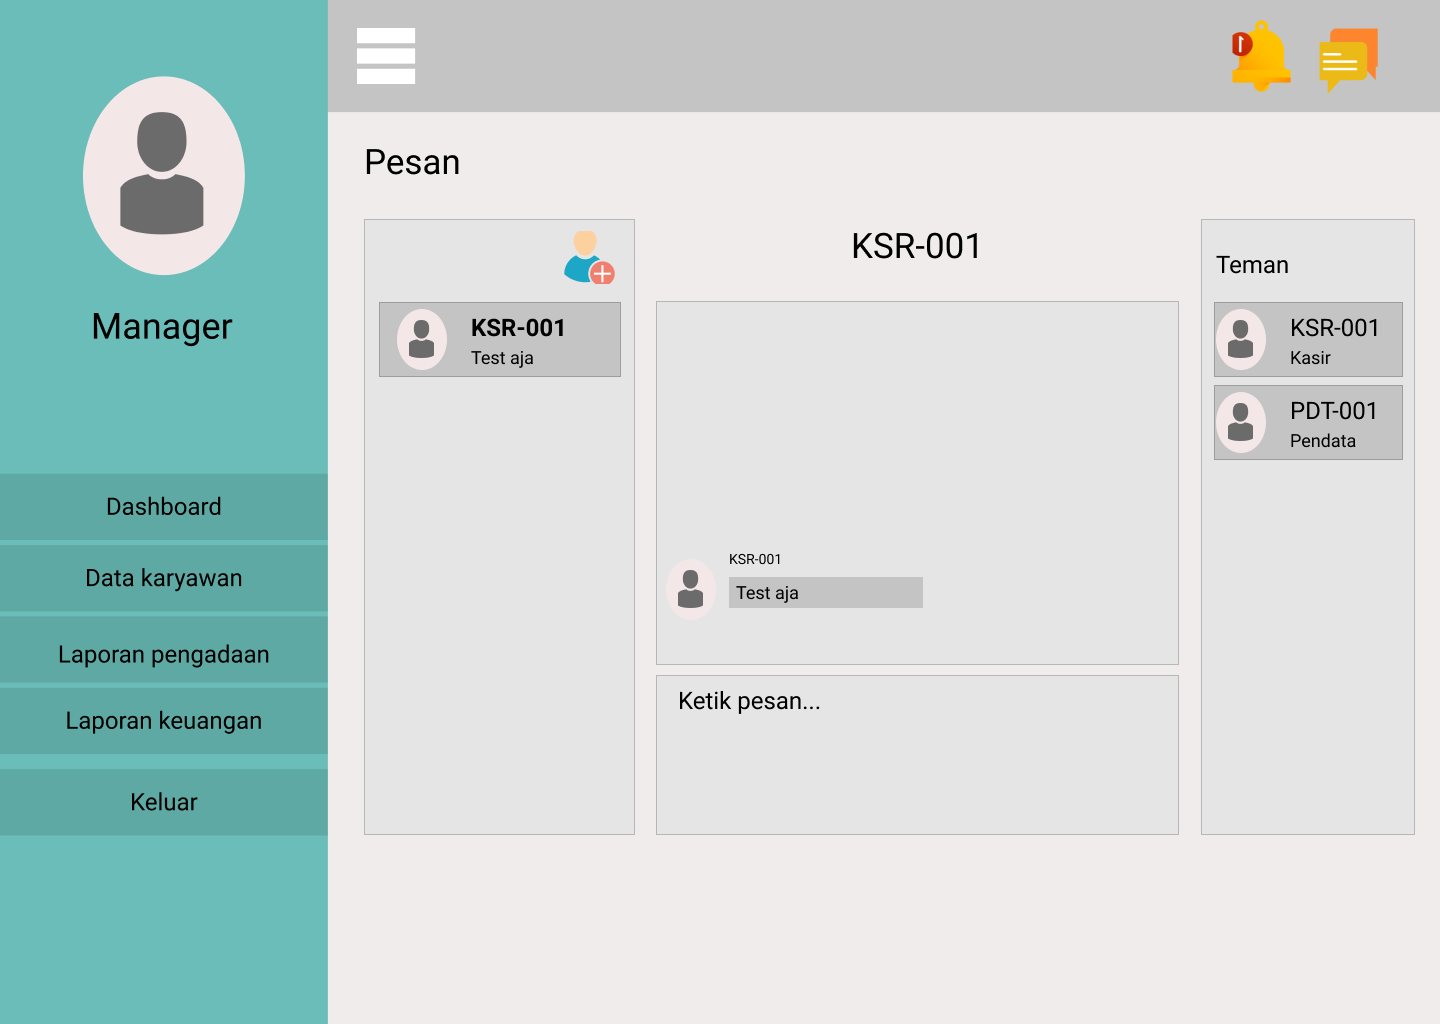 Manager
Dashboard
Data karyawan
Laporan pengadaan
Laporan keuangan
Keluar
1
Pesan
KSR-001
Test aja
KSR-001
KSR-001
Test aja
Ketik pesan...
Teman
KSR-001
Kasir
PDT-001
Pendata